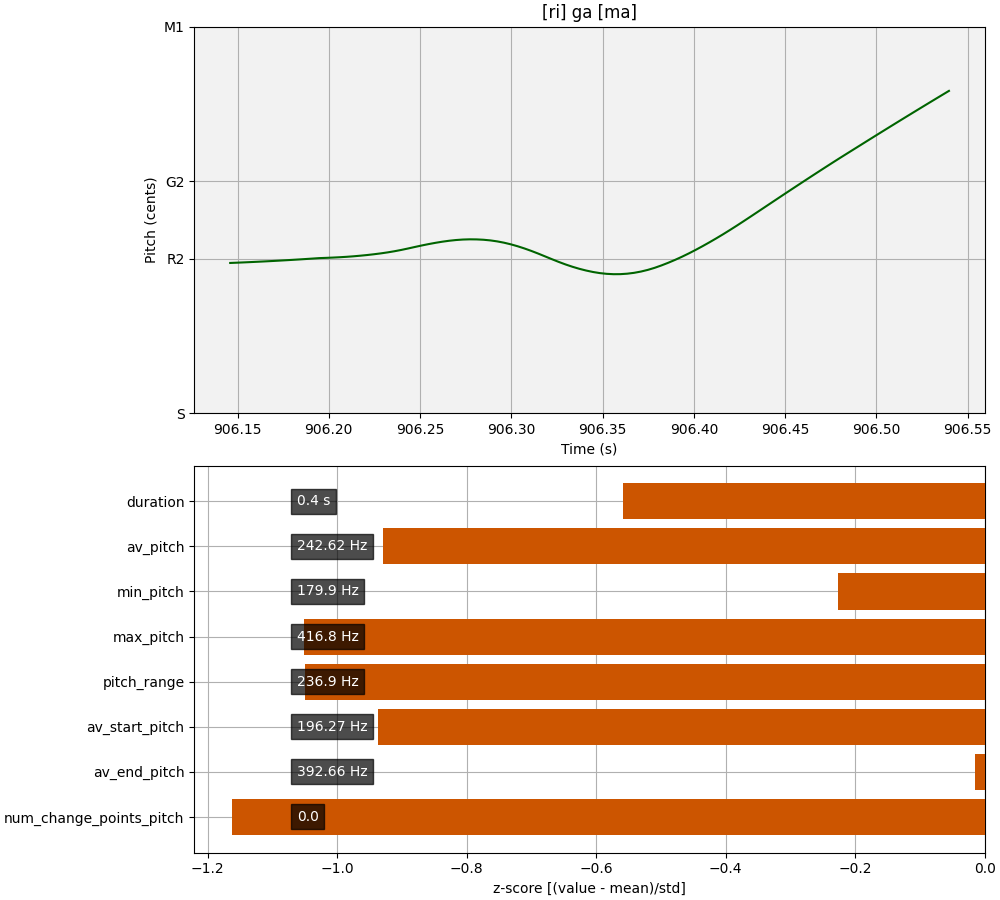 [ri] ga [ma]
M1
G2
R2
S
Pitch (cents)
906.15 906.20 906.25 906.30 906.35 906.40 906.45 906.50 906.55
Time (s)
duration 0.4 s
av_pitch 242.62 Hz
min_pitch 179.9 Hz
max_pitch 416.8 Hz
pitch_range 236.9 Hz
av_start_pitch 196.27 Hz
av_end_pitch 392.66 Hz
num_change_points_pitch 0.0
−1.2 −1.0 −0.8 −0.6 −0.4 −0.2 0.0
z-score [(value - mean)/std]